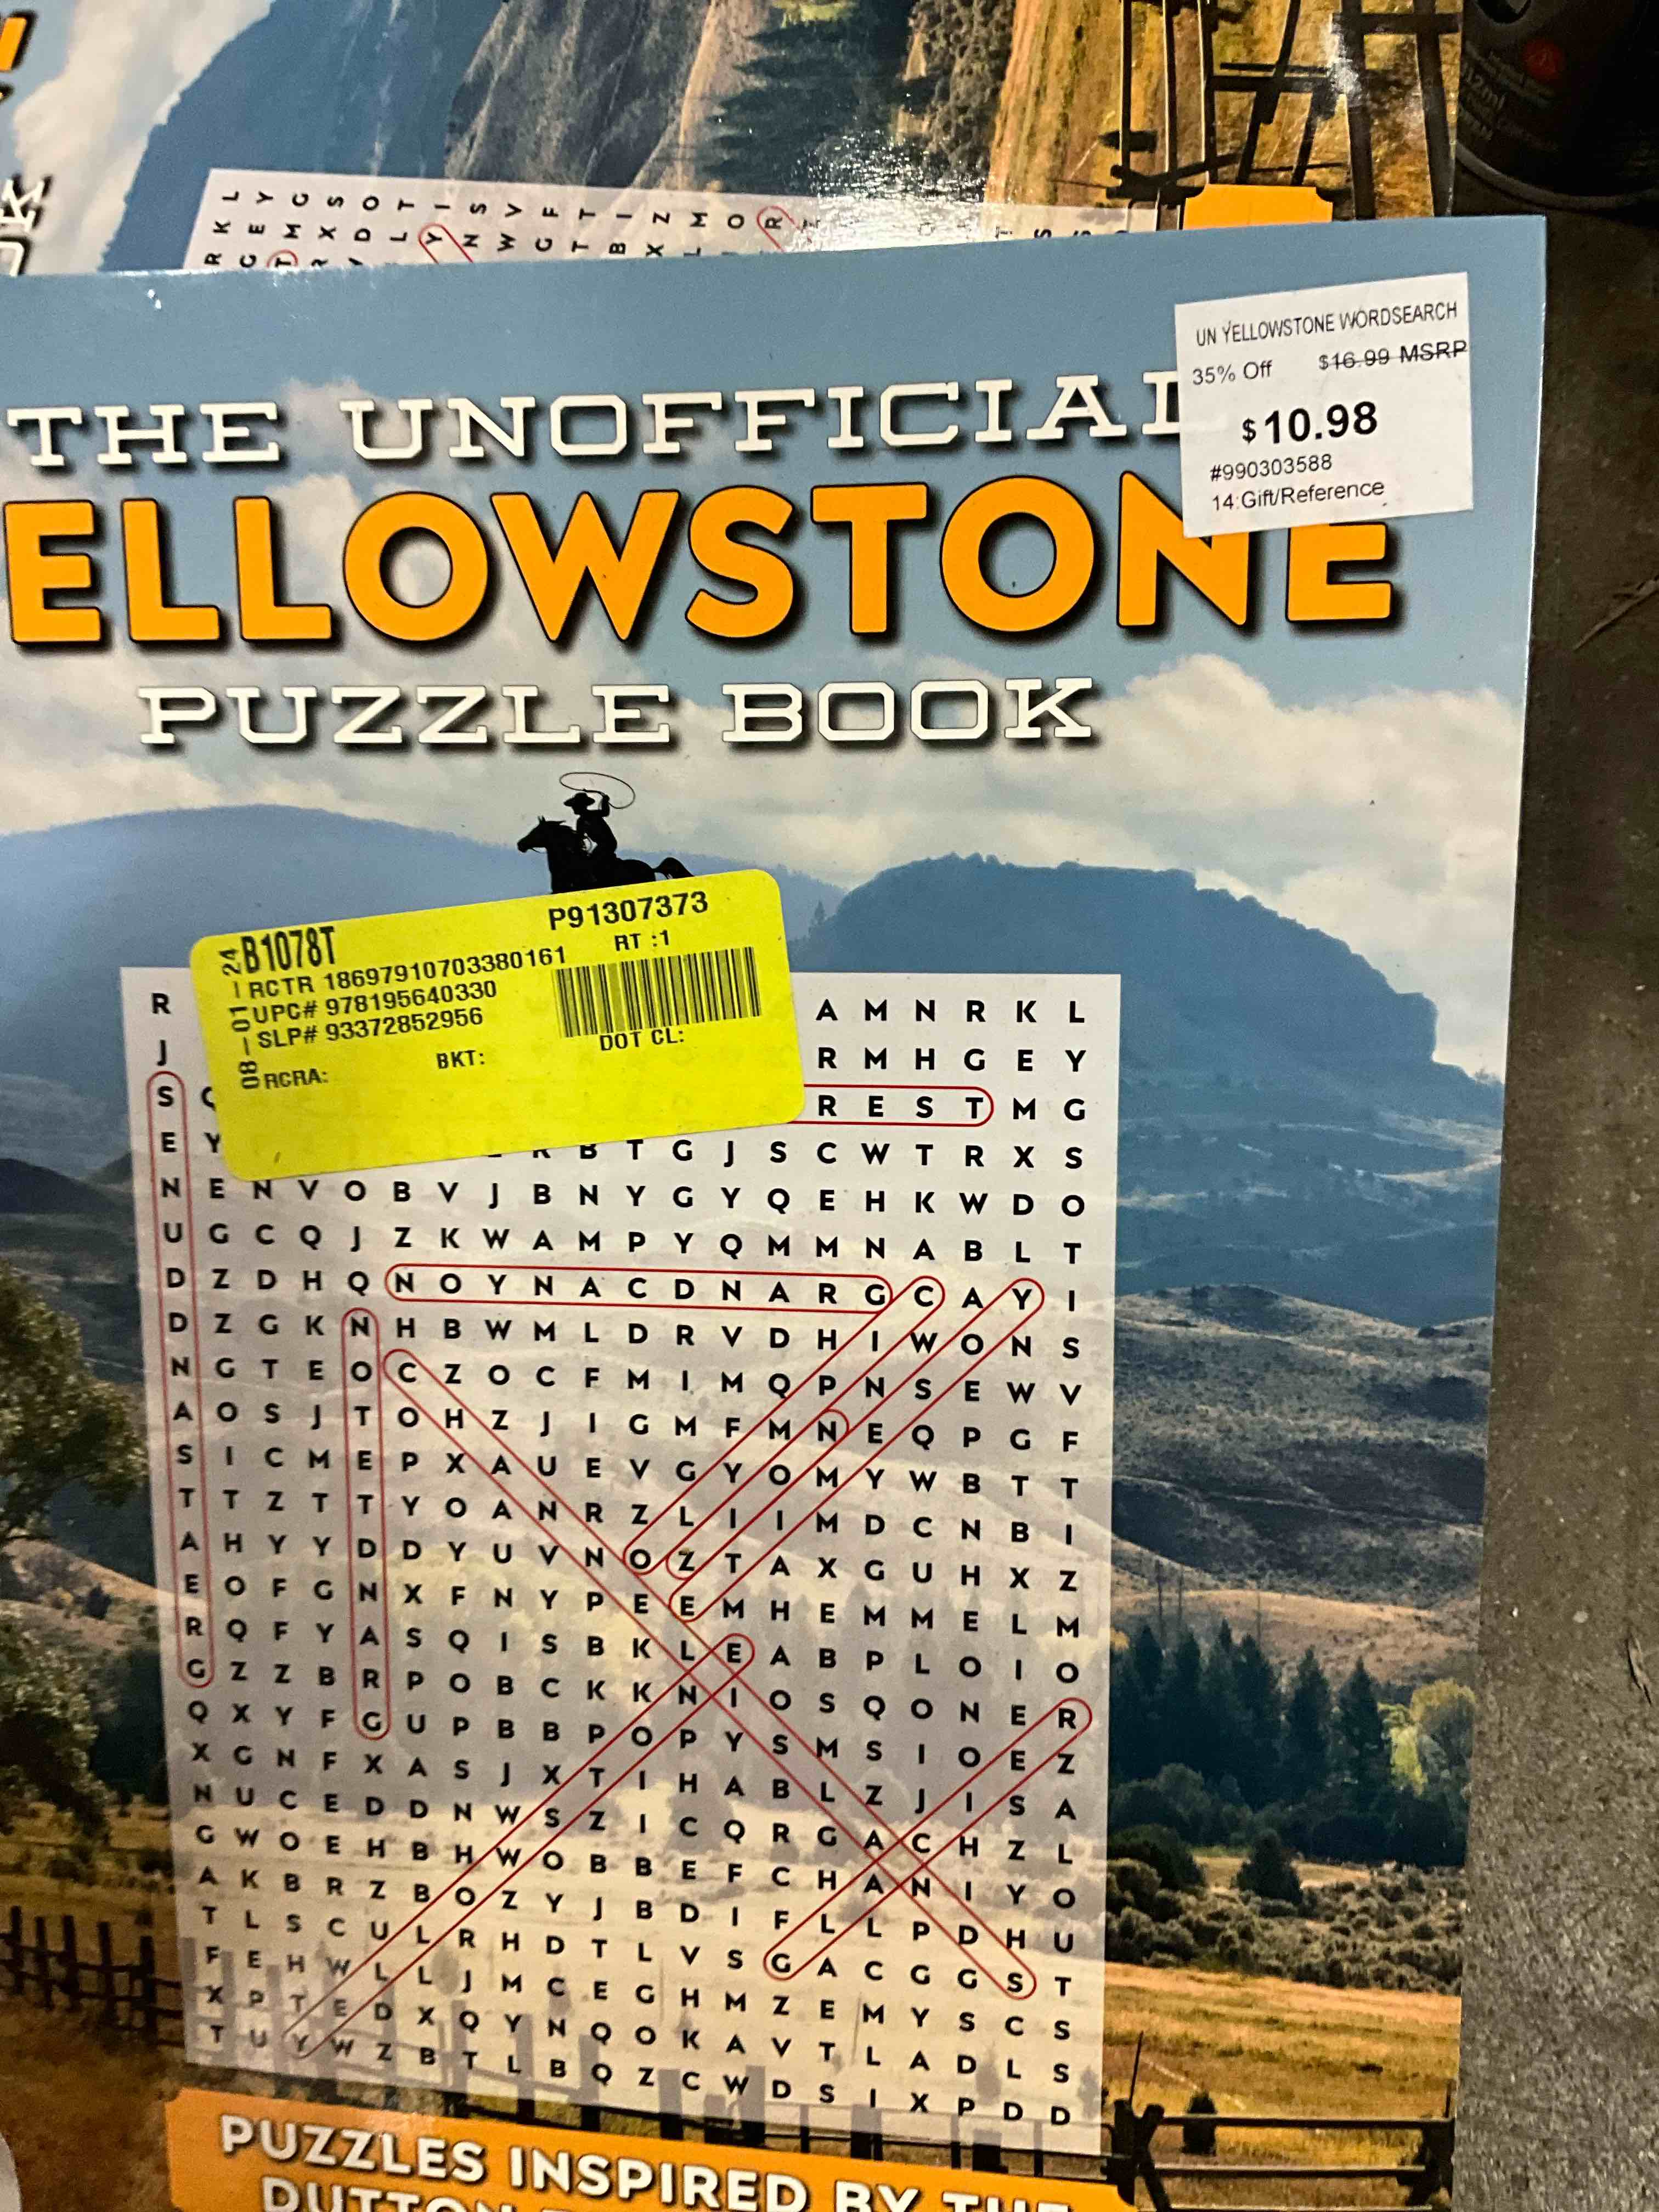 UN YELLOWSTONE WORDSEARCH
35% Off $16.99 MSRP
$10.98
#990303588
14:Gift/Reference
THE UNOFFICIAL
ELLOWSTONE
PUZZLE BOOK
P91307373
B1078T RT :1
08-01 24
RCTR 18697910703380161
UPC# 978195640330
SLP# 93372852956
BKT: DOT CL:
RCRA:
R A M N R K L
J R M H G E Y
S R E S T M G
E Y B T G J S C W T R X S
N E N V O B V J B N Y G Y Q E H K W D O
U G C Q J Z K W A M P Y Q M M N A B L T
D Z D H Q N O Y N A C D N A R G C A Y I
D Z G K N H B W M L D R V D H I W O N S
N G T E O C Z O C F M I M Q P N S E W V
A O S J T O H Z J I G M F M N E Q P G F
S I C M E P X A U E V G Y O M Y W B T T
T T Z T T Y O A N R Z L I I M D C N B I
A H Y Y D D Y U V N O Z T A X G U H X Z
E O F G N X F N Y P E E M H E M M E L M
R Q F Y A S Q I S B K L E A B P L O I O
G Z Z B R P O B C K K N I O S Q O N E R
Q X Y F G U P B B P O P Y S M S I O E Z
X G N F X A S J X T I H A B L Z J I S A
N U C E D D N W S Z I C Q R G A C H Z L
G W O E H B H W O B B E F C H A N I Y O
A K B R Z B O Z Y J B D I F L L P D H U
T L S C U L R H D T L V S G A C G G S T
F E H W L L J M C E G H M Z E M Y S C S
X P T E D X Q Y N Q O K A V T L A D L S
T U Y W Z B T L B Q Z C W D S I X P D D
PUZZLES INSPIRED BY THE